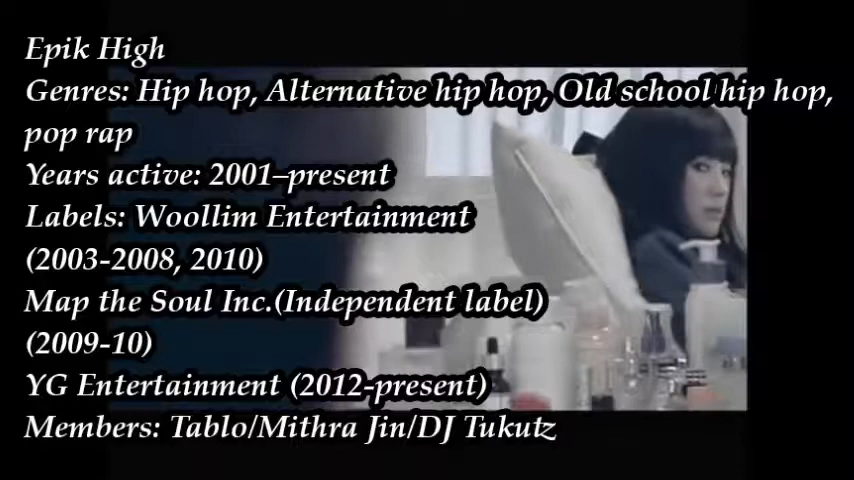 Epik High
Genres: Hip hop, Alternative hip hop, Old school hip hop,
pop rap
Years active: 2001–present
Labels: Woollim Entertainment
(2003-2008, 2010)
Map the Soul Inc.(Independent label)
(2009-10)
YG Entertainment (2012-present)
Members: Tablo/Mithra Jin/DJ Tukutz